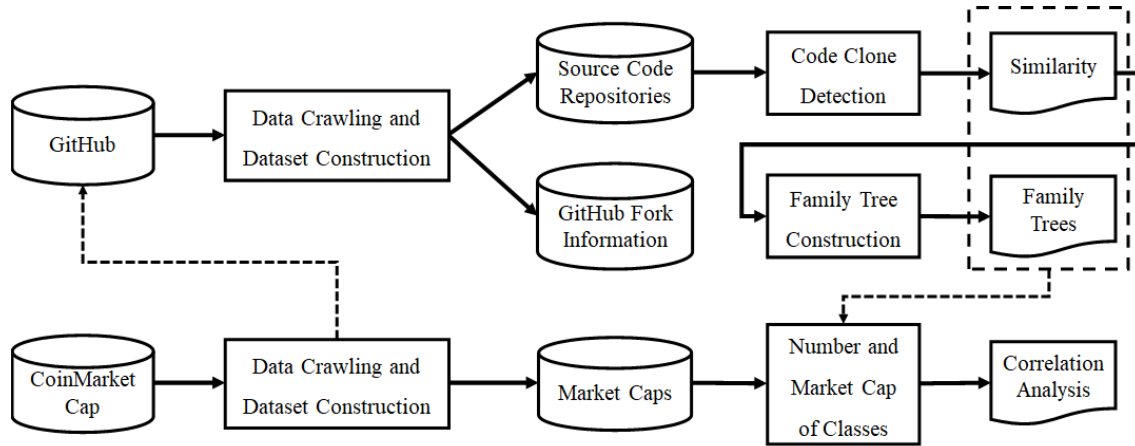 GitHub
Data Crawling and
Dataset Construction
Source Code
Repositories
Code Clone
Detection
Similarity
GitHub Fork
Information
Family Tree
Construction
Family
Trees
CoinMarket
Cap
Data Crawling and
Dataset Construction
Market Caps
Number and
Market Cap
of Classes
Correlation
Analysis